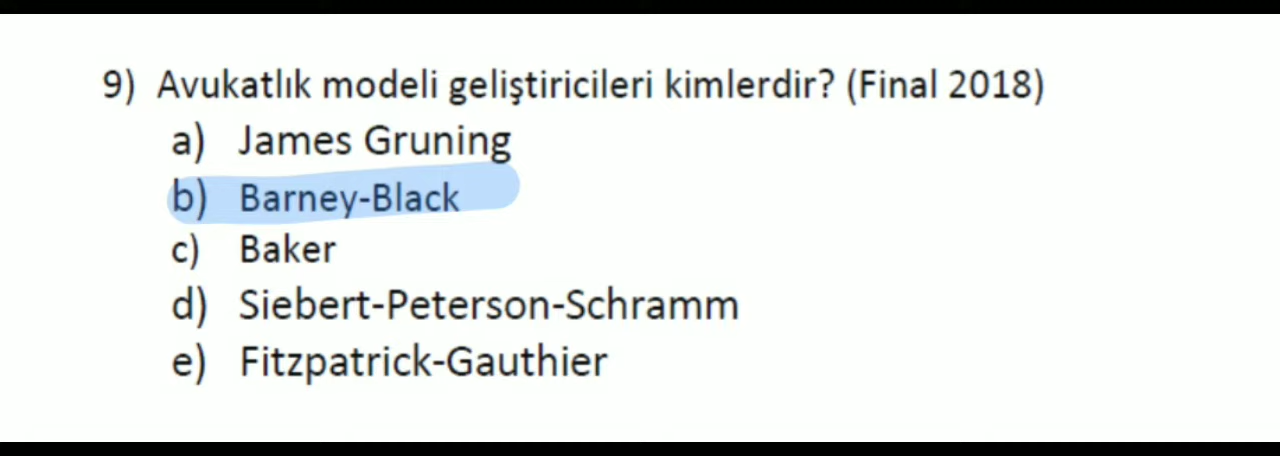 9) Avukatlık modeli geliştiricileri kimlerdir? (Final 2018)
a) James Gruning
b) Barney-Black
c) Baker
d) Siebert-Peterson-Schramm
e) Fitzpatrick-Gauthier